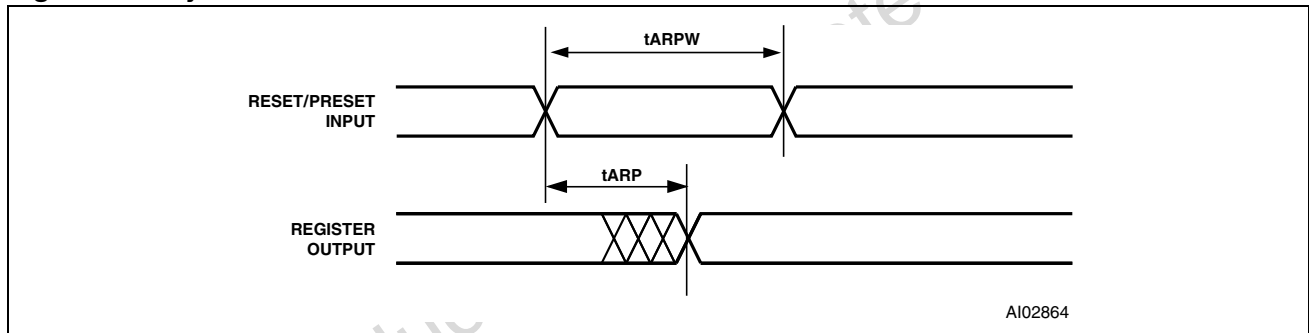 tARPW
RESET/PRESET
INPUT
tARP
REGISTER
OUTPUT
AI02864